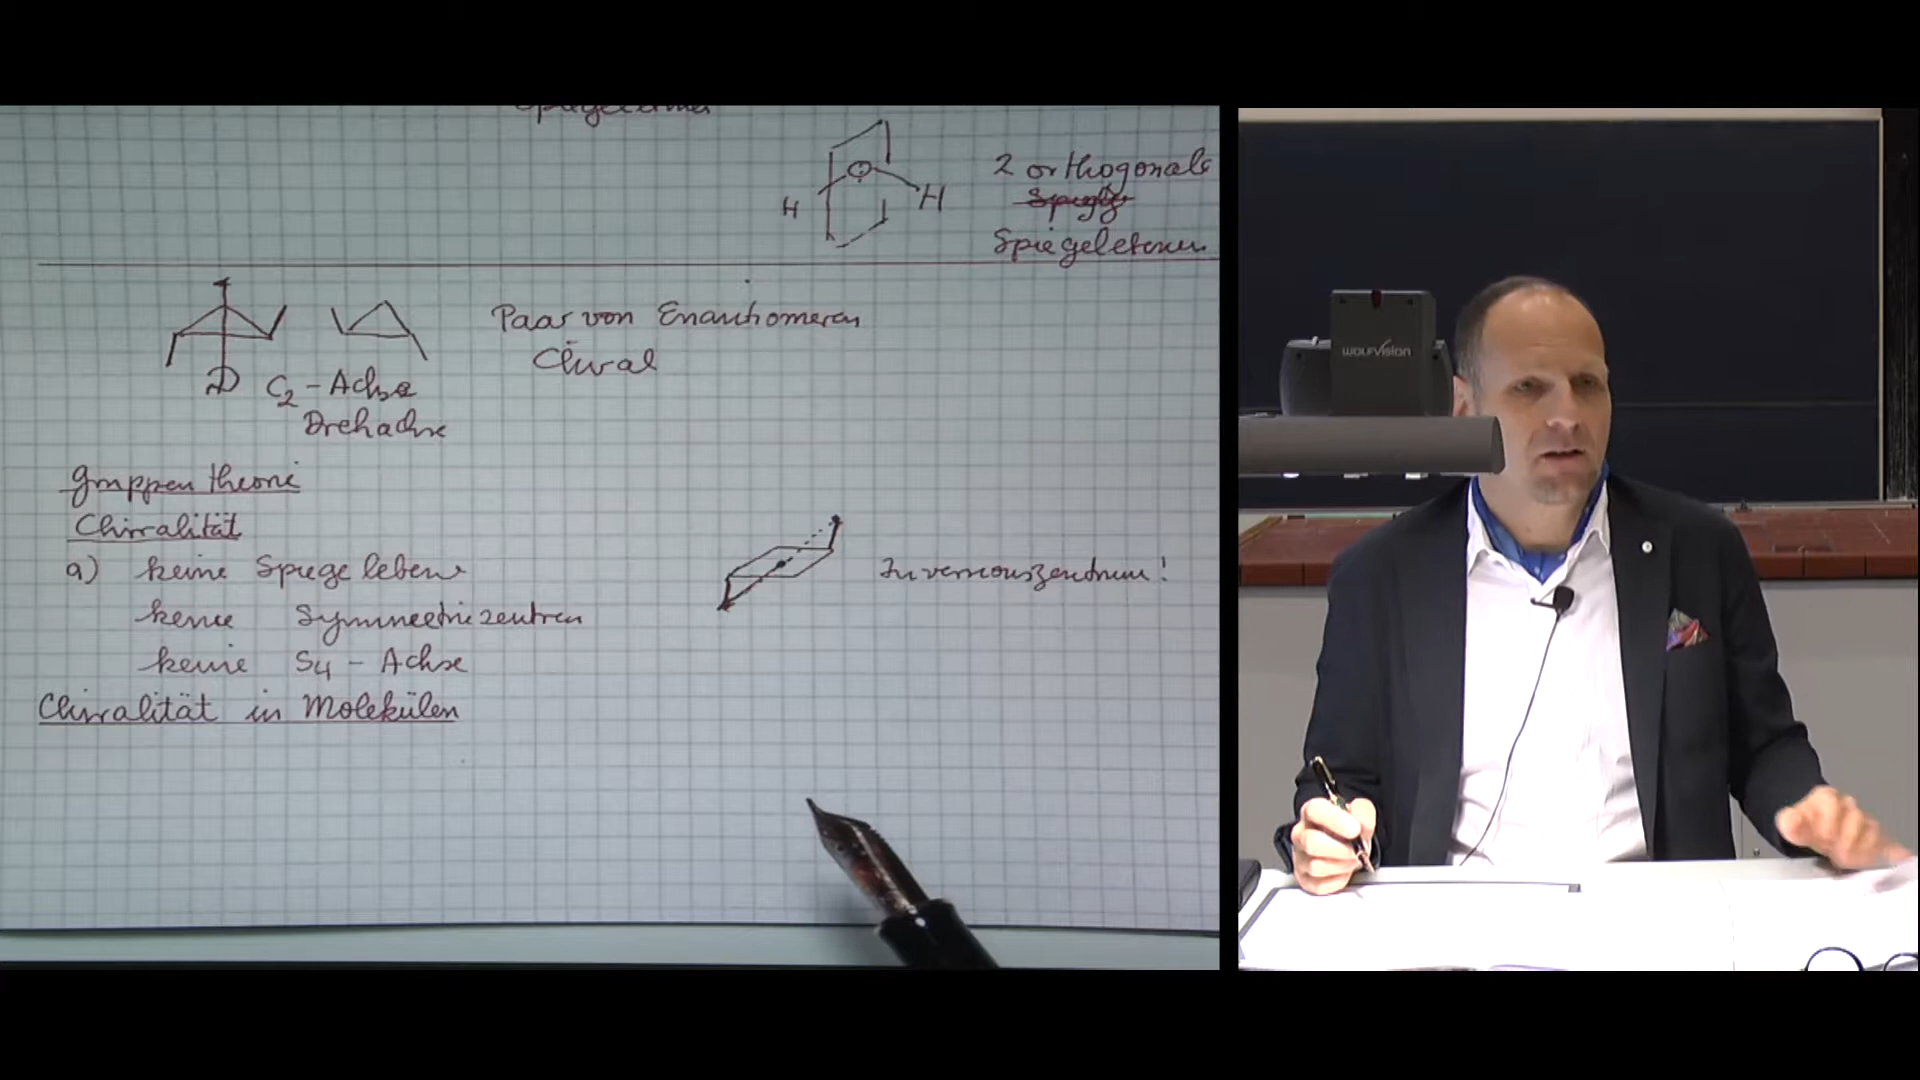 H
H
2 orthogonale
Spiegelebenen
Paar von Enantiomeren
Chiral
C2 - Achse
Drehachse
Gruppentheorie
Chiralität
a) keine Spiegelebene
keine Symmetriezentren
keine S4 - Achse
Inversionszentrum!
Chiralität in Molekülen
WOLFVISION